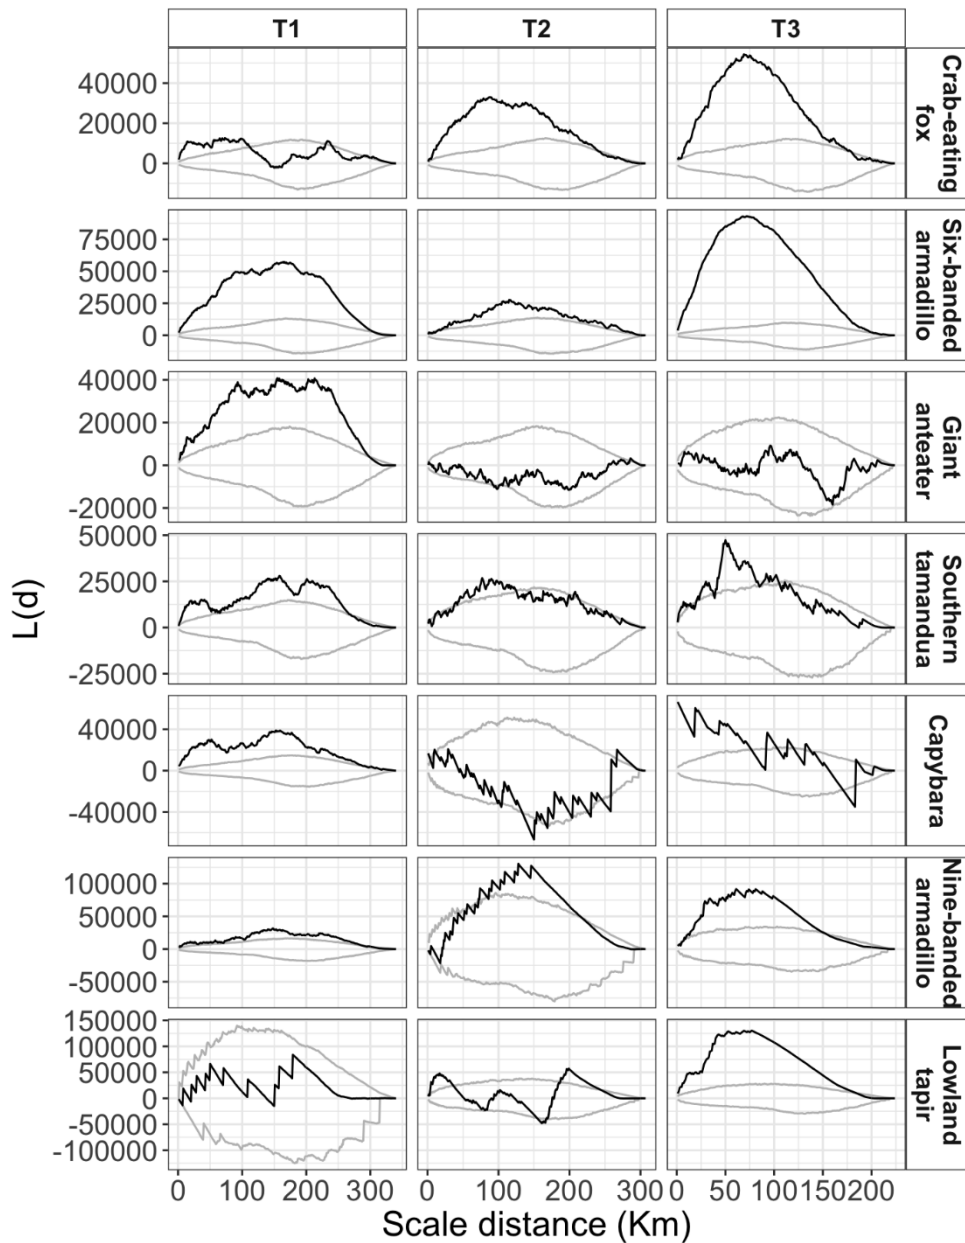 T1 T2 T3
40000
20000
0
Crab-eating
fox
75000
50000
25000
0
Six-banded
armadillo
40000
20000
0
-20000
Giant
anteater
50000
25000
0
-25000
Southern
tamandua
40000
0
-40000
Capybara
100000
50000
0
-50000
Nine-banded
armadillo
150000
100000
50000
0
-50000
-100000
Lowland
tapir
L(d)
0 100 200 300 0 100 200 300 0 50 100 150 200
Scale distance (Km)